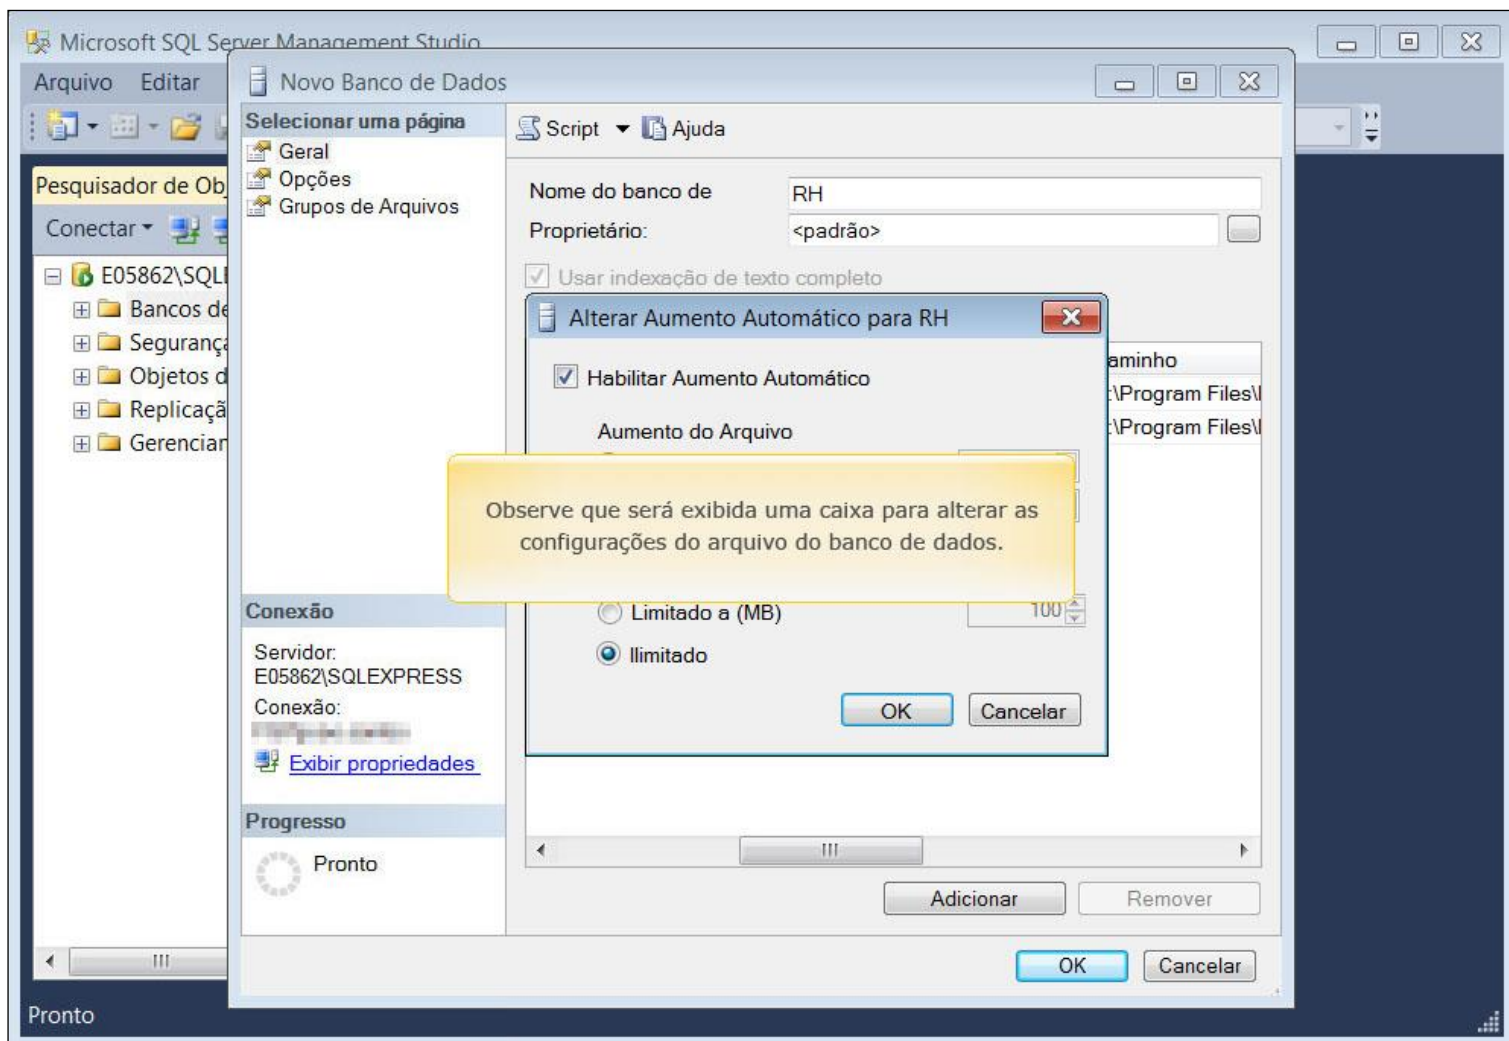 Microsoft SQL Server Management Studio
Arquivo Editar
Novo Banco de Dados
Selecionar uma página
Geral
Opções
Grupos de Arquivos
Script Ajuda
Pesquisador de Ob
Conectar
E05862\SQLE
Bancos de
Segurança
Objetos d
Replicaçã
Gerencian
Nome do banco de RH
Proprietário: <padrão>
Usar indexação de texto completo
Alterar Aumento Automático para RH
aminho
:\Program Files\
:\Program Files\
Habilitar Aumento Automático
Aumento do Arquivo
Observe que será exibida uma caixa para alterar as
configurações do arquivo do banco de dados.
Limitado a (MB) 100
Ilimitado
OK Cancelar
Conexão
Servidor:
E05862\SQLEXPRESS
Conexão:
Exibir propriedades
Progresso
Pronto
Adicionar Remover
OK Cancelar
Pronto